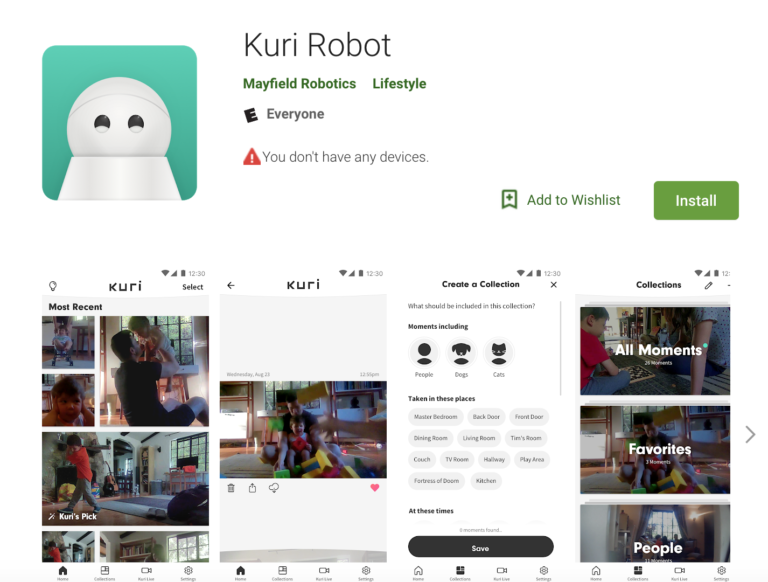 Kuri Robot
Mayfield Robotics Lifestyle
E Everyone
You don't have any devices.
Add to Wishlist
Install
12:30
kuri
Select
Most Recent
Kuri's Pick
Home Collections Kuri Live Settings
12:30
kuri
Wednesday, Aug 23 12:55pm
Home Collections Kuri Live Settings
12:30
Create a Collection
What should be included in this collection?
Moments including
People Dogs Cats
Taken in these places
Master Bedroom Back Door Front Door
Dining Room Living Room Tim's Room
Couch TV Room Hallway Play Area
Fortress of Doom Kitchen
At these times
0 moments found.
Save
Home Collections Kuri Live Settings
12:
Collections
All Moments
26 Moments
Favorites
3 Moments
People
11 Moments
Home Collections Kuri Live Settings